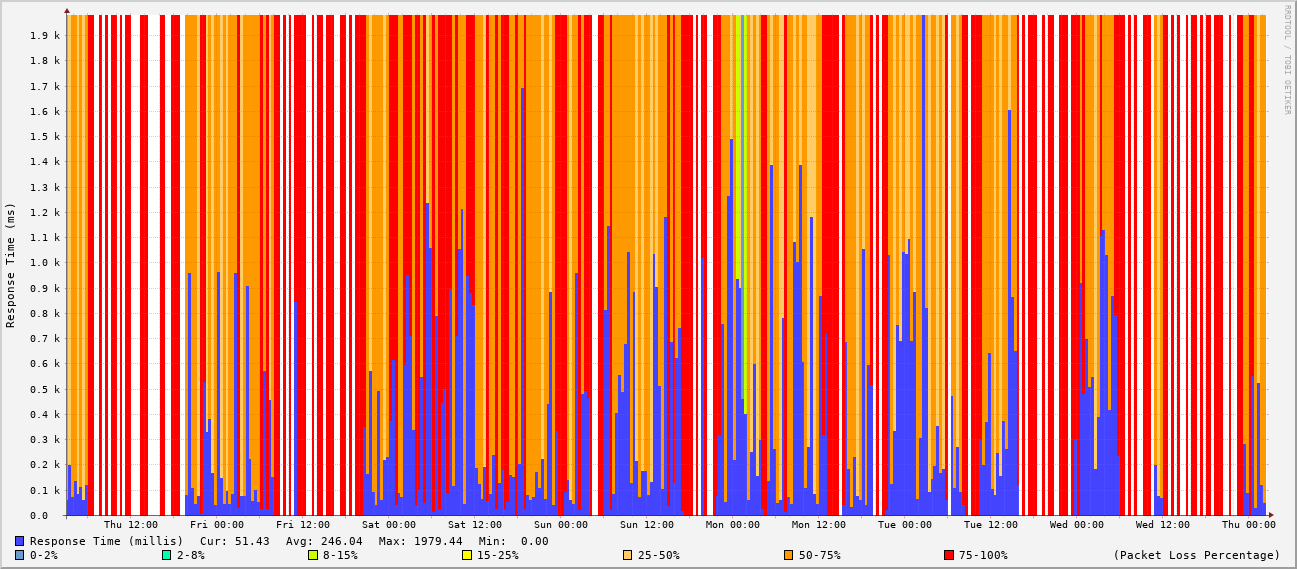 RRDTOOL / TOBI OETIKER
Response Time (ms)
1.9 k
1.8 k
1.7 k
1.6 k
1.5 k
1.4 k
1.3 k
1.2 k
1.1 k
1.0 k
0.9 k
0.8 k
0.7 k
0.6 k
0.5 k
0.4 k
0.3 k
0.2 k
0.1 k
0.0
Thu 12:00 Fri 00:00 Fri 12:00 Sat 00:00 Sat 12:00 Sun 00:00 Sun 12:00 Mon 00:00 Mon 12:00 Tue 00:00 Tue 12:00 Wed 00:00 Wed 12:00 Thu 00:00
Response Time (millis) Cur: 51.43 Avg: 246.04 Max: 1979.44 Min: 0.00
0-2% 2-8% 8-15% 15-25% 25-50% 50-75% 75-100% (Packet Loss Percentage)